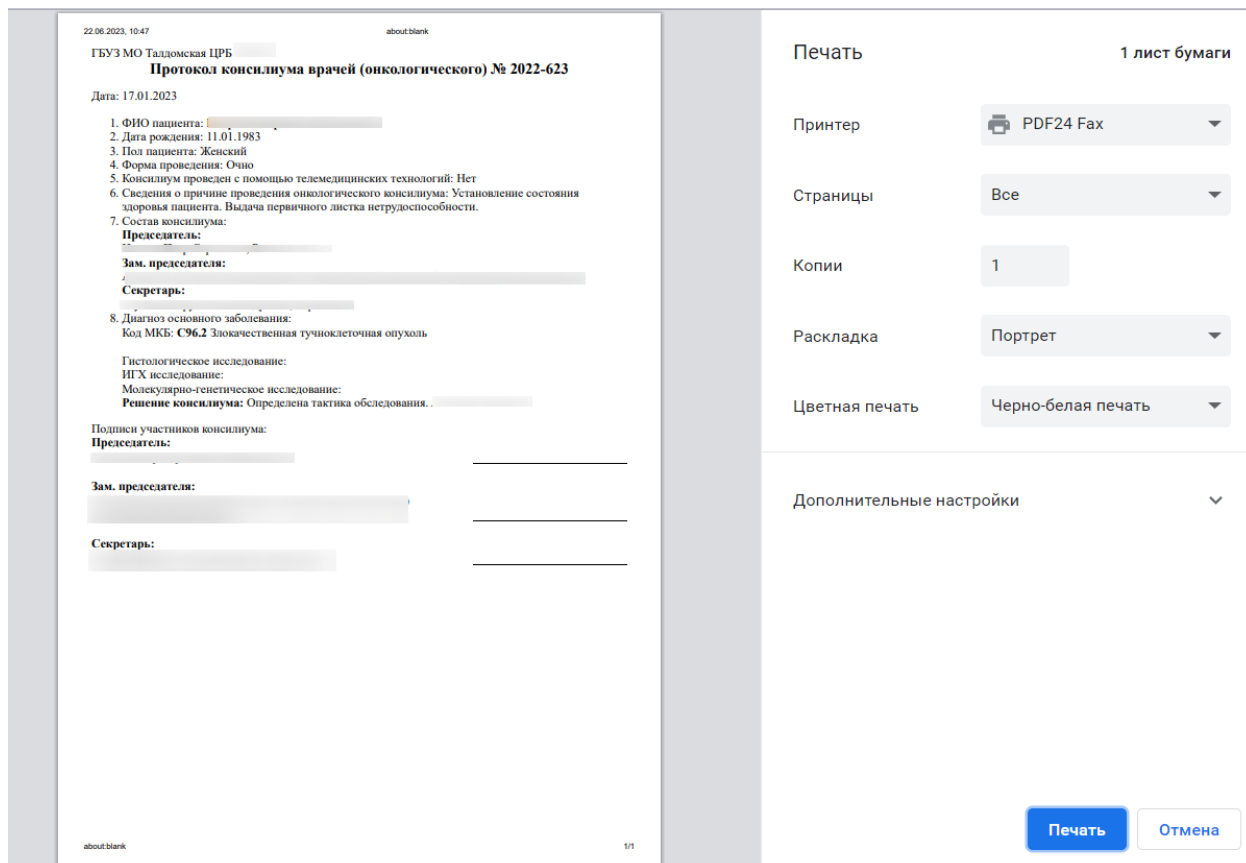 22.06.2023, 10:47
about:blank
ГБУЗ МО Талдомская ЦРБ
Протокол консилиума врачей (онкологического) № 2022-623
Дата: 17.01.2023
1. ФИО пациента:
2. Дата рождения: 11.01.1983
3. Пол пациента: Женский
4. Форма проведения: Очно
5. Консилиум проведен с помощью телемедицинских технологий: Нет
6. Сведения о причине проведения онкологического консилиума: Установление состояния
здоровья пациента. Выдача первичного листка нетрудоспособности.
7. Состав консилиума:
Председатель:
Зам. председателя:
Секретарь:
8. Диагноз основного заболевания:
Код МКБ: C96.2 Злокачественная тучноклеточная опухоль
Гистологическое исследование:
ИГХ исследование:
Молекулярно-генетическое исследование:
Решение консилиума: Определена тактика обследования.
Подписи участников консилиума:
Председатель:
Зам. председателя:
Секретарь:
about:blank
1/1
Печать
1 лист бумаги
Принтер
PDF24 Fax
Страницы
Все
Копии
1
Раскладка
Портрет
Цветная печать
Черно-белая печать
Дополнительные настройки
Печать
Отмена